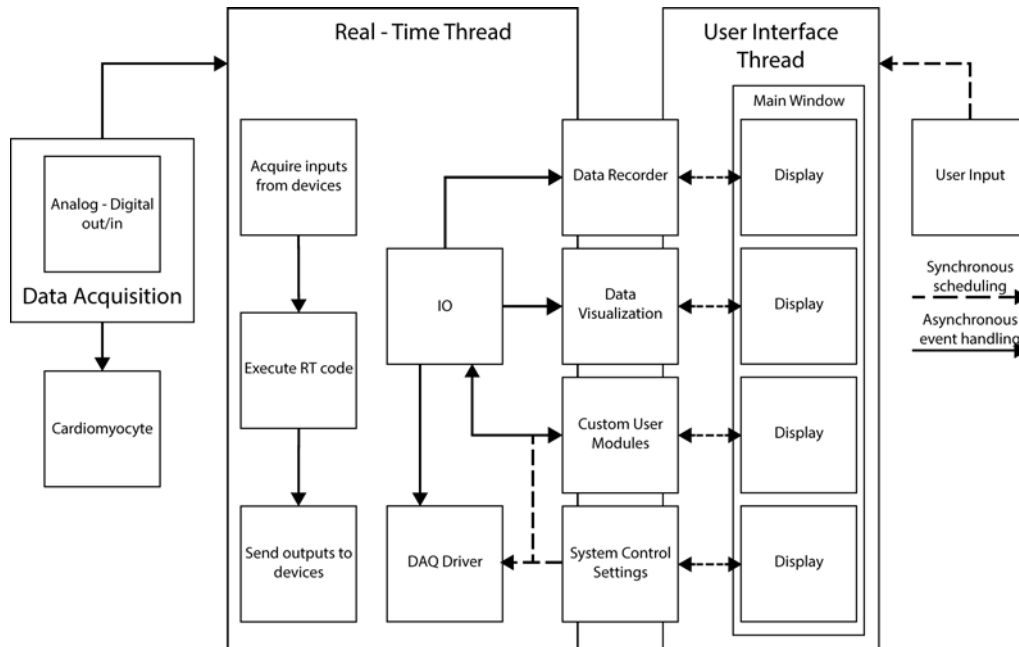 Real - Time Thread
User Interface
Thread
Main Window
Analog - Digital
out/in
Data Acquisition
Cardiomyocyte
Acquire inputs
from devices
Execute RT code
Send outputs to
devices
IO
DAQ Driver
Data Recorder
Data
Visualization
Custom User
Modules
System Control
Settings
Display
Display
Display
Display
User Input
Synchronous
scheduling
Asynchronous
event handling